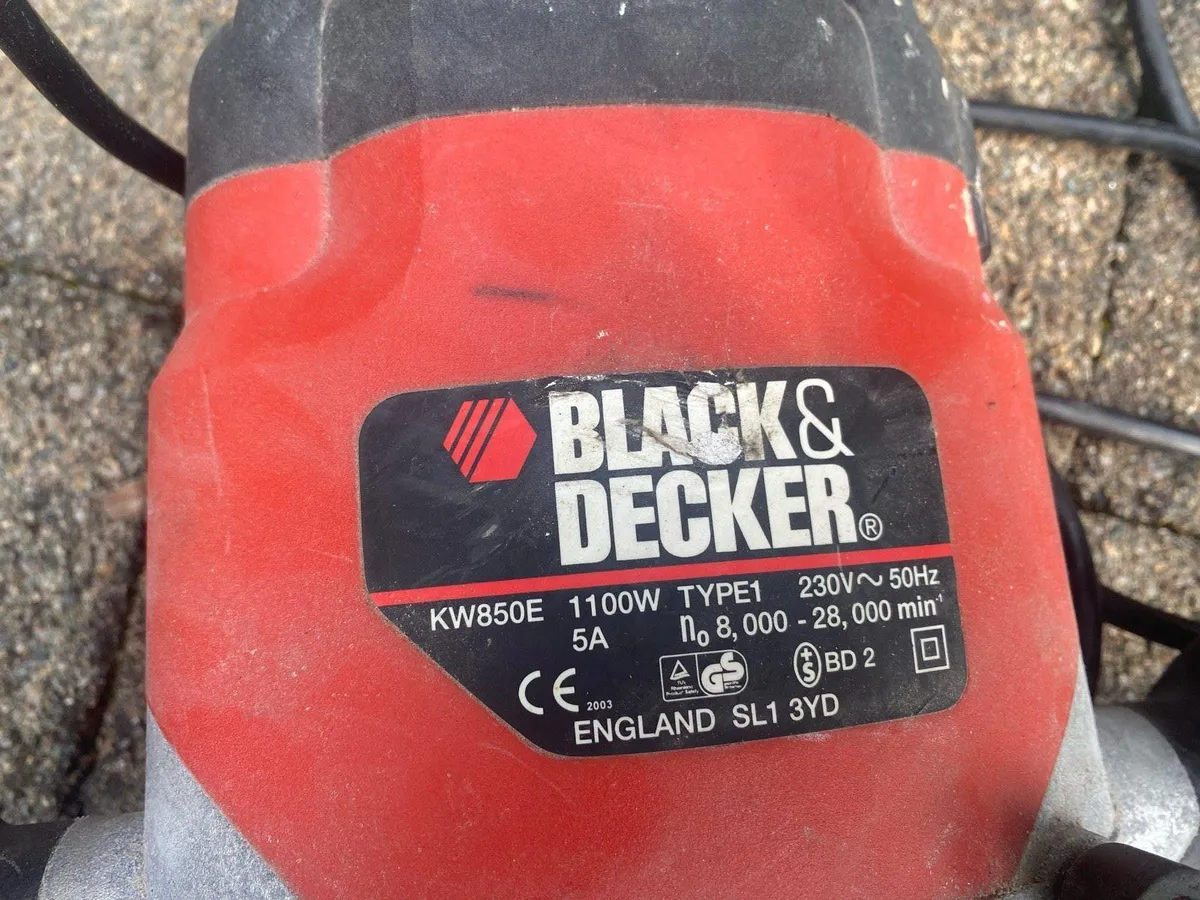 BLACK&
DECKER®
KW850E 1100W TYPE1 230V~ 50Hz
5A n₀ 8,000 - 28,000 min⁻¹
CE 2003 GS S BD 2
ENGLAND SL1 3YD